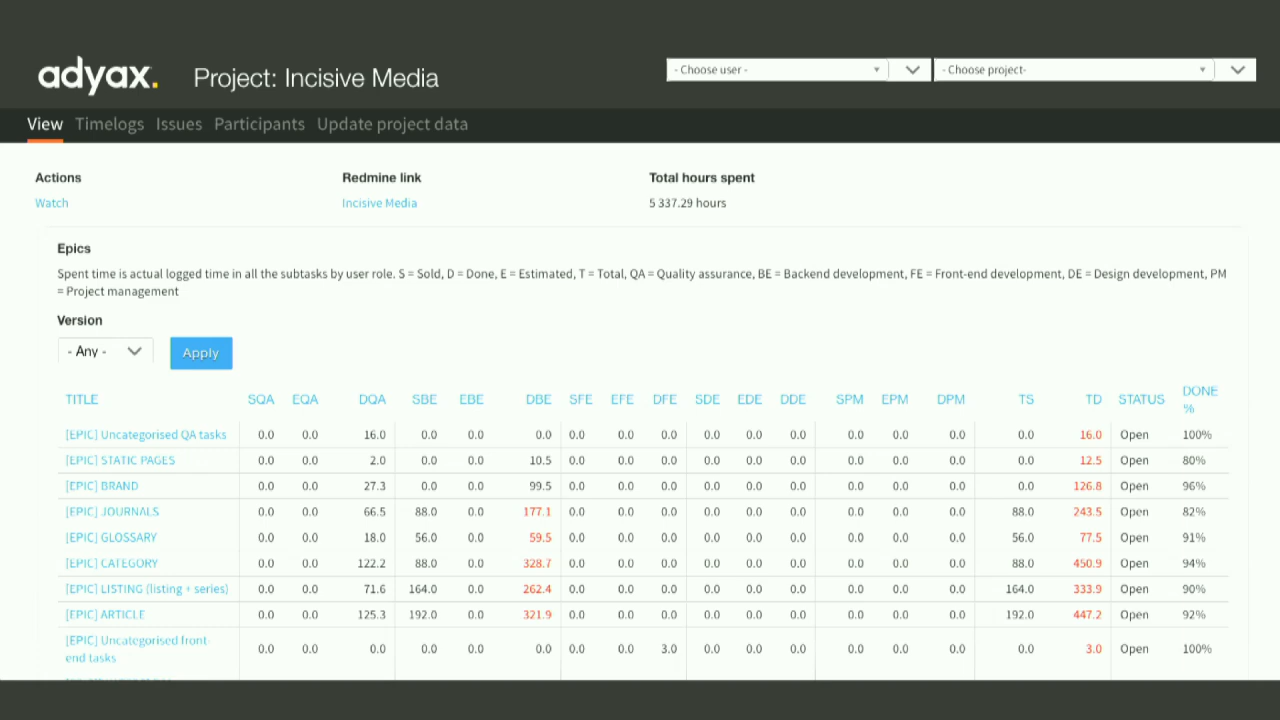 adyax.
Project: Incisive Media
- Choose user -
- Choose project-
View Timelogs Issues Participants Update project data
Actions Redmine link Total hours spent
Watch Incisive Media 5 337.29 hours
Epics
Spent time is actual logged time in all the subtasks by user role. S = Sold, D = Done, E = Estimated, T = Total, QA = Quality assurance, BE = Backend development, FE = Front-end development, DE = Design development, PM
= Project management
Version
- Any -
Apply
TITLE SQA EQA DQA SBE EBE DBE SFE EFE DFE SDE EDE DDE SPM EPM DPM TS TD STATUS DONE
%
[EPIC] Uncategorised QA tasks 0.0 0.0 16.0 0.0 0.0 0.0 0.0 0.0 0.0 0.0 0.0 0.0 0.0 0.0 0.0 0.0 16.0 Open 100%
[EPIC] STATIC PAGES 0.0 0.0 2.0 0.0 0.0 10.5 0.0 0.0 0.0 0.0 0.0 0.0 0.0 0.0 0.0 0.0 12.5 Open 80%
[EPIC] BRAND 0.0 0.0 27.3 0.0 0.0 99.5 0.0 0.0 0.0 0.0 0.0 0.0 0.0 0.0 0.0 0.0 126.8 Open 96%
[EPIC] JOURNALS 0.0 0.0 66.5 88.0 0.0 177.1 0.0 0.0 0.0 0.0 0.0 0.0 0.0 0.0 0.0 88.0 243.5 Open 82%
[EPIC] GLOSSARY 0.0 0.0 18.0 56.0 0.0 59.5 0.0 0.0 0.0 0.0 0.0 0.0 0.0 0.0 0.0 56.0 77.5 Open 91%
[EPIC] CATEGORY 0.0 0.0 122.2 88.0 0.0 328.7 0.0 0.0 0.0 0.0 0.0 0.0 0.0 0.0 0.0 88.0 450.9 Open 94%
[EPIC] LISTING (listing + series) 0.0 0.0 71.6 164.0 0.0 262.4 0.0 0.0 0.0 0.0 0.0 0.0 0.0 0.0 0.0 164.0 333.9 Open 90%
[EPIC] ARTICLE 0.0 0.0 125.3 192.0 0.0 321.9 0.0 0.0 0.0 0.0 0.0 0.0 0.0 0.0 0.0 192.0 447.2 Open 92%
[EPIC] Uncategorised front-
end tasks 0.0 0.0 0.0 0.0 0.0 0.0 0.0 0.0 3.0 0.0 0.0 0.0 0.0 0.0 0.0 0.0 3.0 Open 100%